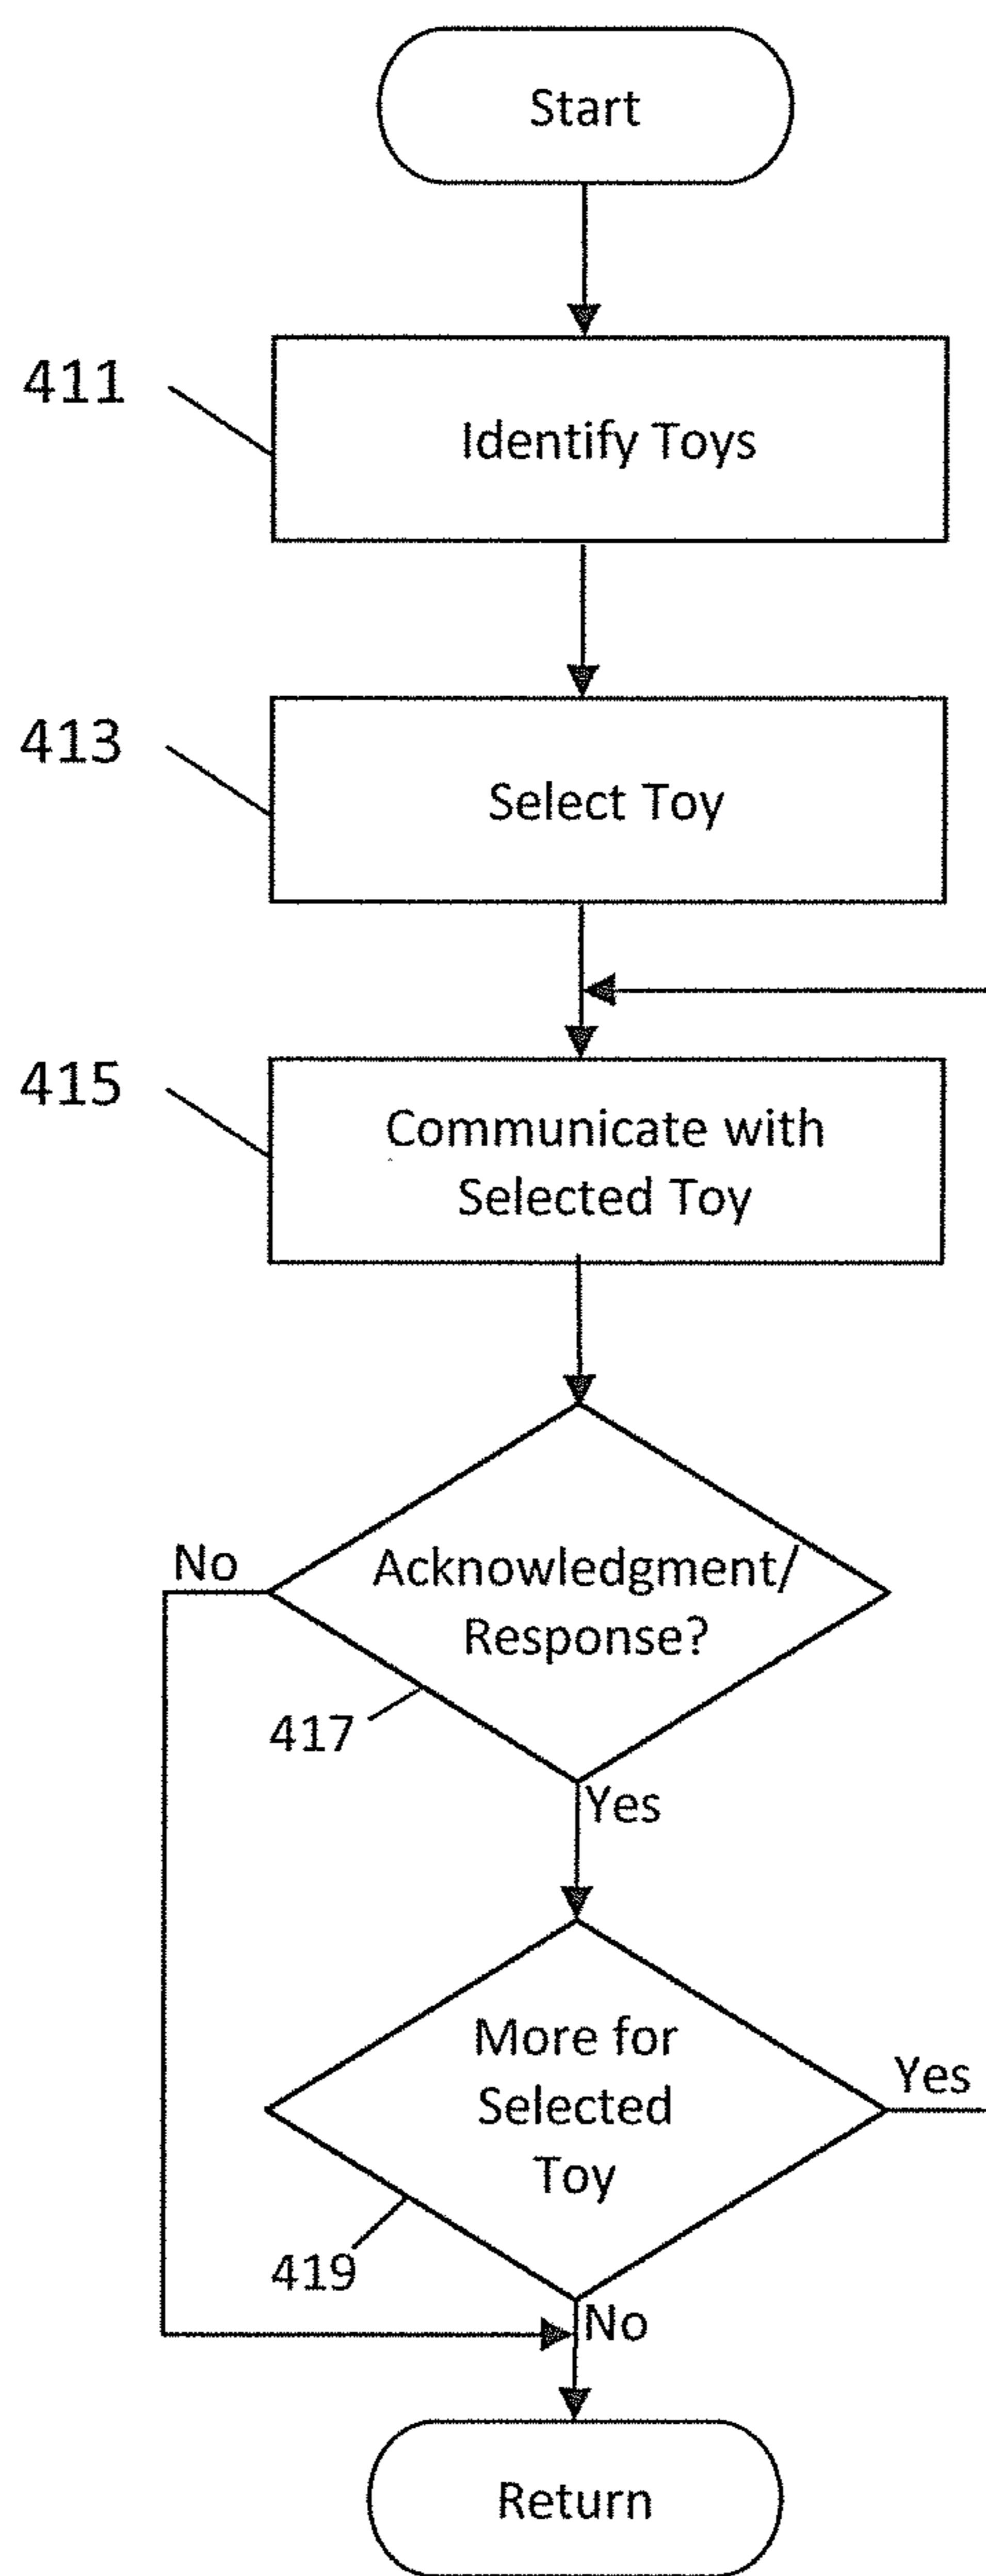 Start
411
Identify Toys
413
Select Toy
415
Communicate with
Selected Toy
No
Acknowledgment/
Response?
417
Yes
More for
Selected
Toy
Yes
419
No
Return